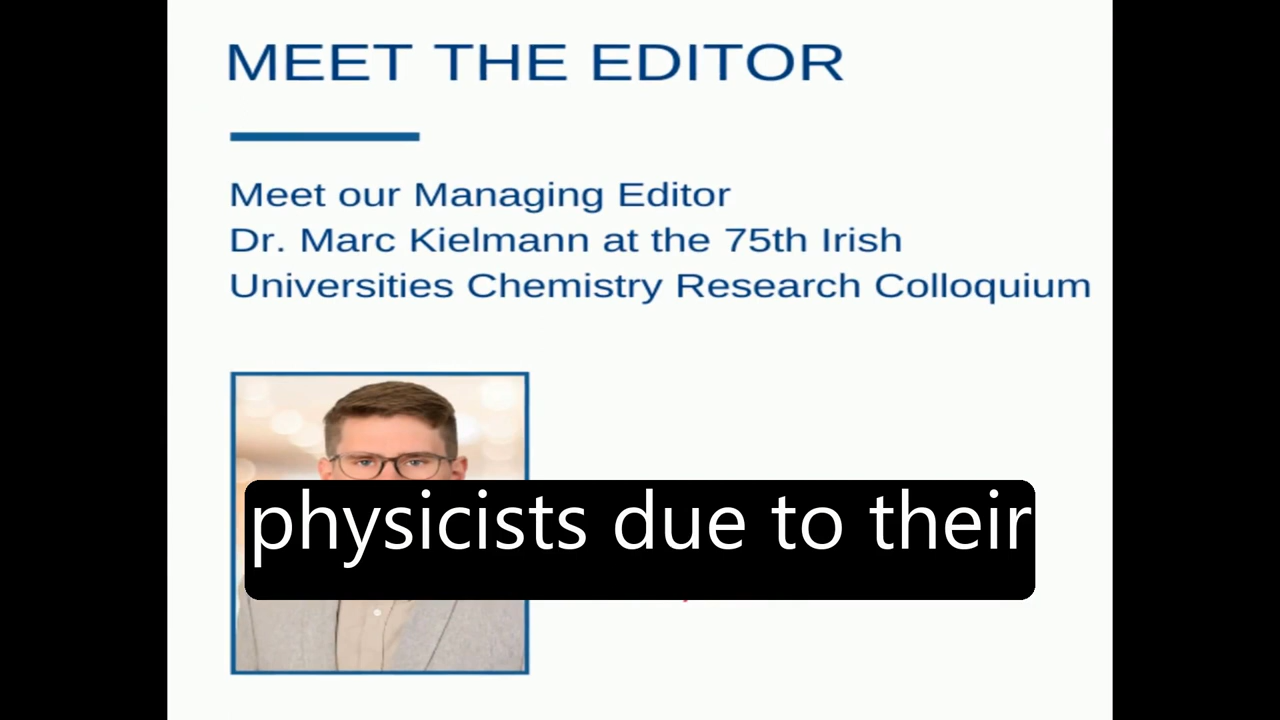 MEET THE EDITOR
Meet our Managing Editor
Dr. Marc Kielmann at the 75th Irish
Universities Chemistry Research Colloquium
physicists due to their